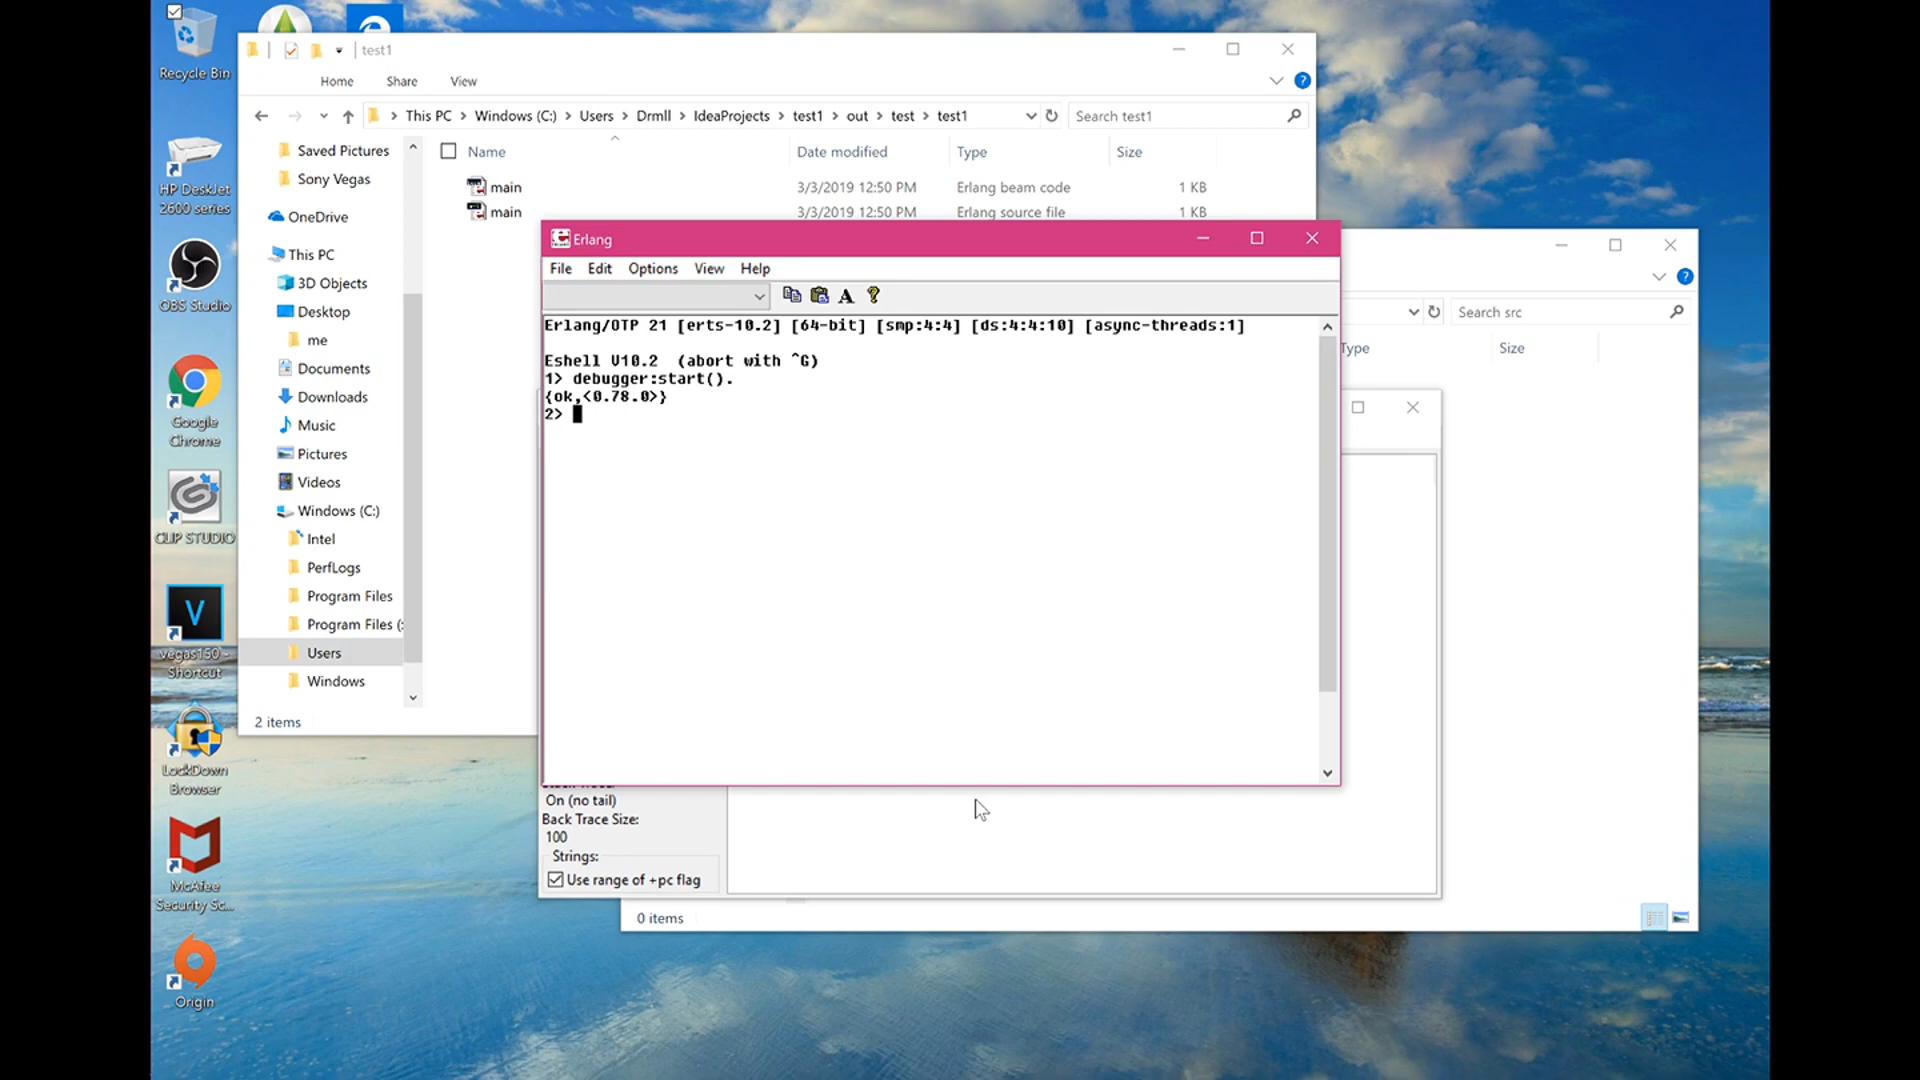 Recycle Bin
HP DeskJet
2600 series
OBS Studio
Google
Chrome
CLIP STUDIO
V
vegas150 -
Shortcut
LockDown
Browser
McAfee
Security Sc...
Origin
test1
Home Share View
This PC > Windows (C:) > Users > Drmll > IdeaProjects > test1 > out > test > test1
Search test1
Name Date modified Type Size
main 3/3/2019 12:50 PM Erlang beam code 1 KB
main 3/3/2019 12:50 PM Erlang source file 1 KB
Saved Pictures
Sony Vegas
OneDrive
This PC
3D Objects
Desktop
me
Documents
Downloads
Music
Pictures
Videos
Windows (C:)
Intel
PerfLogs
Program Files
Program Files (
Users
Windows
2 items
Erlang
File Edit Options View Help
Erlang/OTP 21 [erts-10.2] [64-bit] [smp:4:4] [ds:4:4:10] [async-threads:1]
Eshell V10.2 (abort with ^G)
1> debugger:start().
{ok,<0.78.0>}
2>
On (no tail)
Back Trace Size:
100
Strings:
Use range of +pc flag
Search src
Type Size
0 items